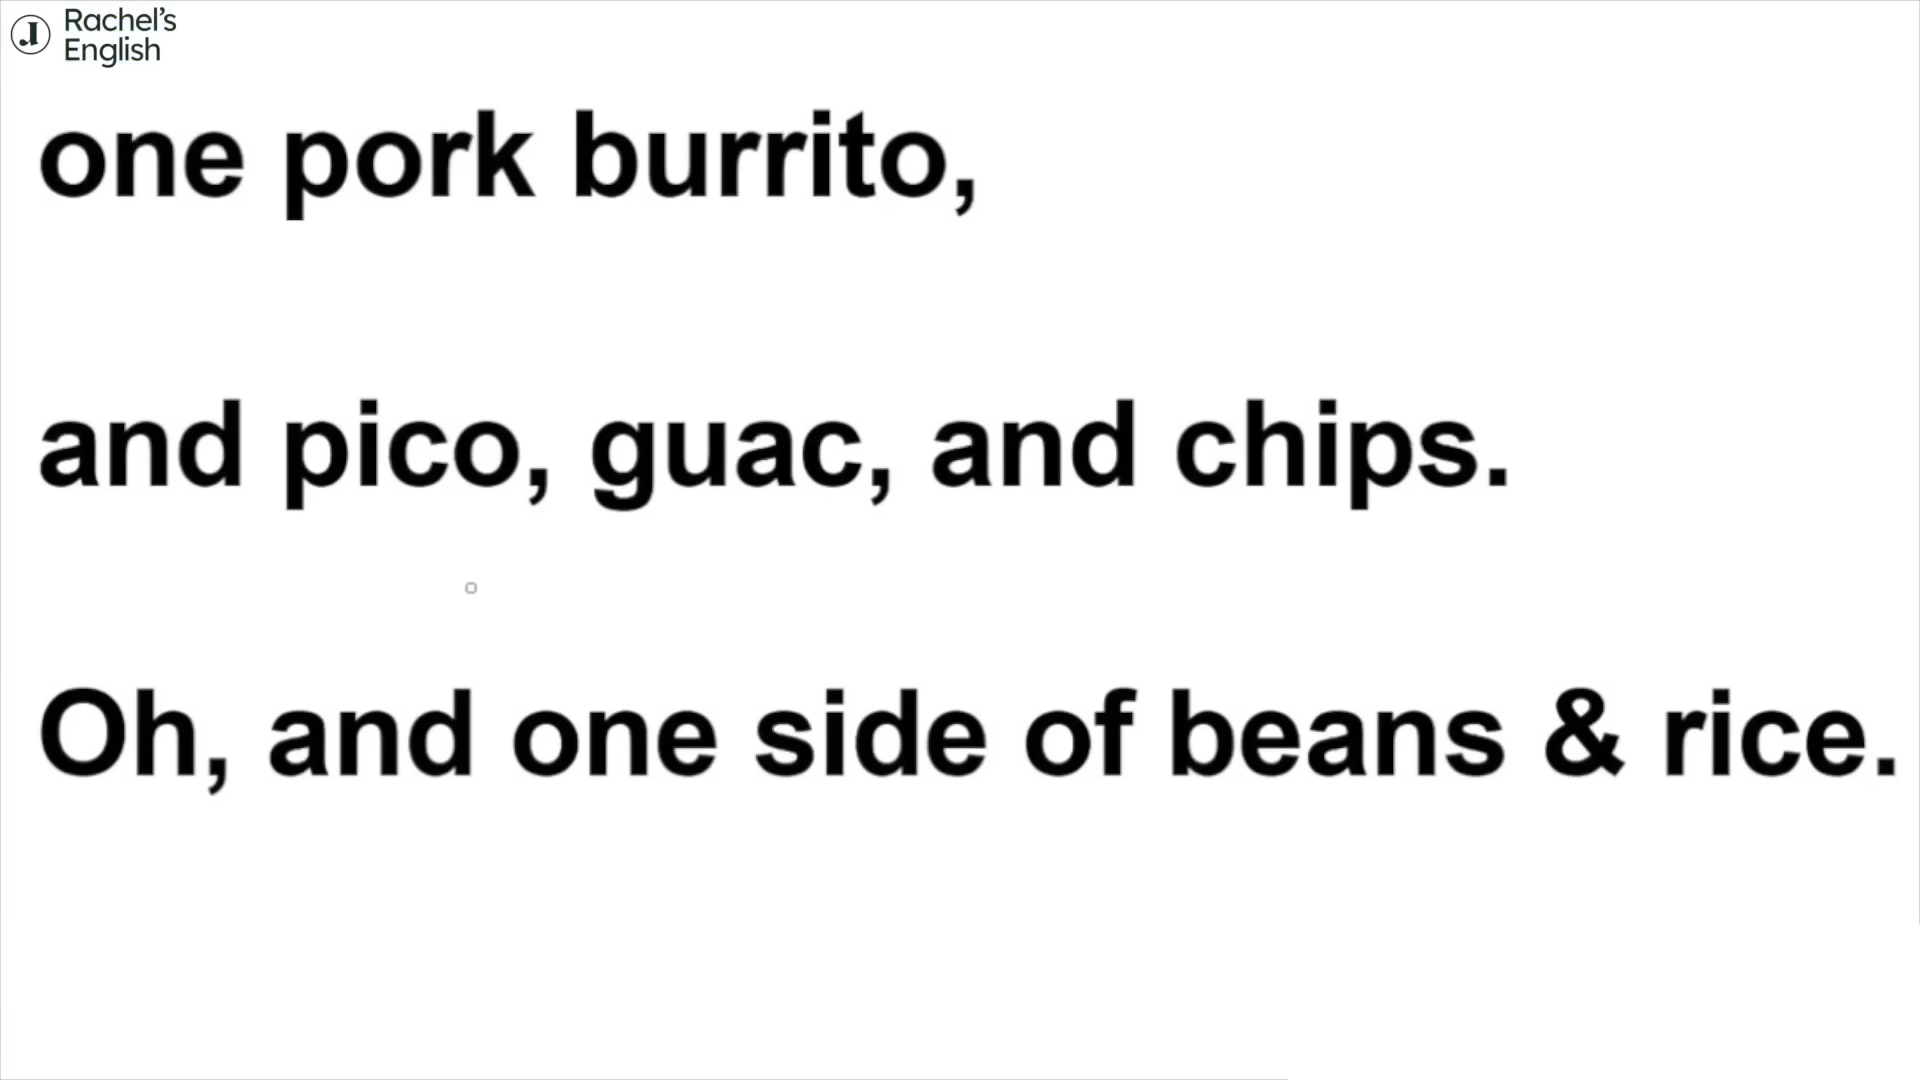 Rachel's
English
one pork burrito,
and pico, guac, and chips.
Oh, and one side of beans & rice.